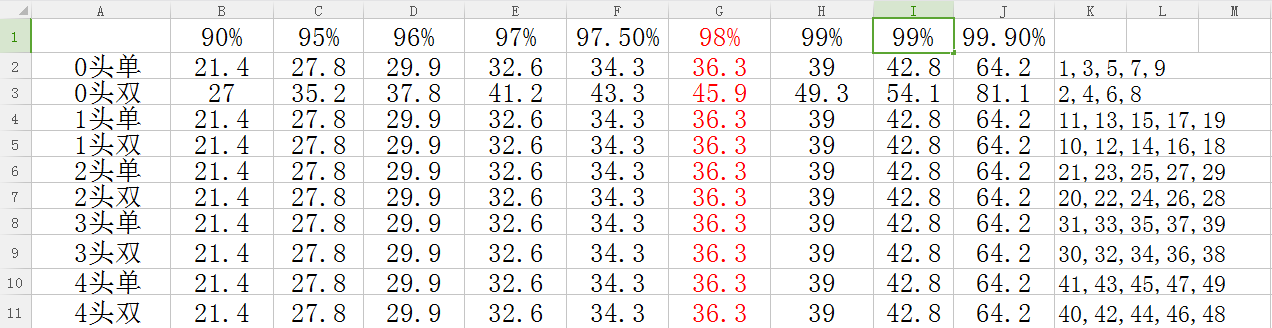 A B C D E F G H I J K L M
1 90% 95% 96% 97% 97.50% 98% 99% 99% 99.90%
2 0头单 21.4 27.8 29.9 32.6 34.3 36.3 39 42.8 64.2 1,3,5,7,9
3 0头双 27 35.2 37.8 41.2 43.3 45.9 49.3 54.1 81.1 2,4,6,8
4 1头单 21.4 27.8 29.9 32.6 34.3 36.3 39 42.8 64.2 11,13,15,17,19
5 1头双 21.4 27.8 29.9 32.6 34.3 36.3 39 42.8 64.2 10,12,14,16,18
6 2头单 21.4 27.8 29.9 32.6 34.3 36.3 39 42.8 64.2 21,23,25,27,29
7 2头双 21.4 27.8 29.9 32.6 34.3 36.3 39 42.8 64.2 20,22,24,26,28
8 3头单 21.4 27.8 29.9 32.6 34.3 36.3 39 42.8 64.2 31,33,35,37,39
9 3头双 21.4 27.8 29.9 32.6 34.3 36.3 39 42.8 64.2 30,32,34,36,38
10 4头单 21.4 27.8 29.9 32.6 34.3 36.3 39 42.8 64.2 41,43,45,47,49
11 4头双 21.4 27.8 29.9 32.6 34.3 36.3 39 42.8 64.2 40,42,44,46,48